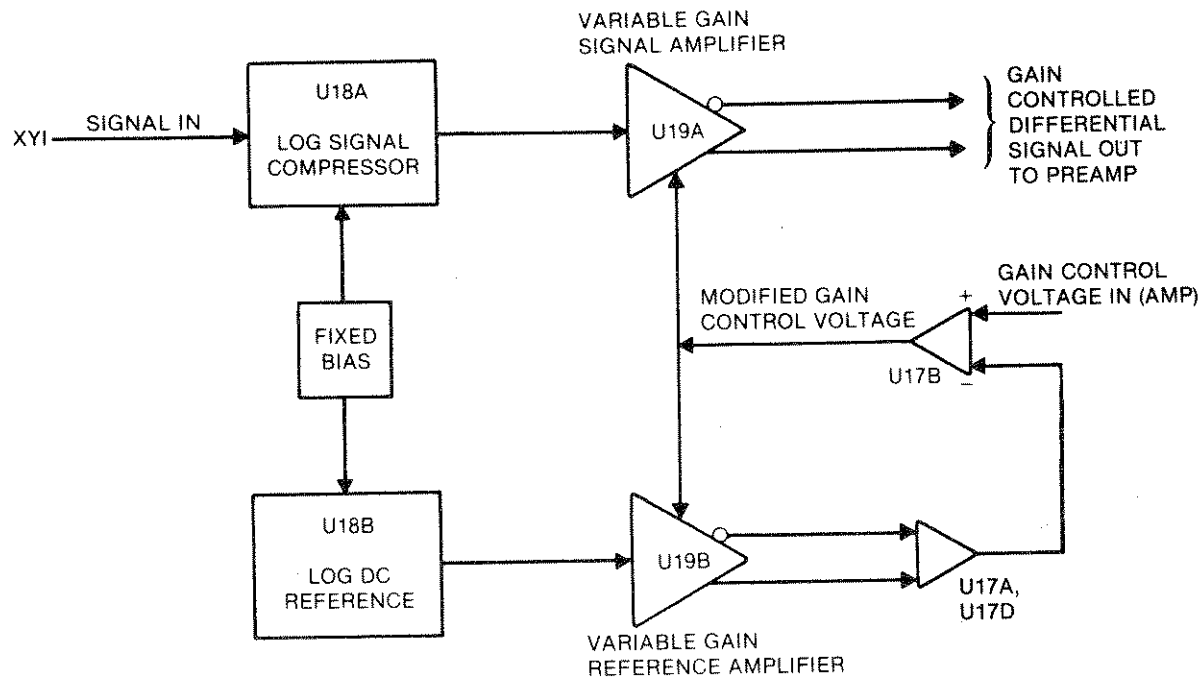 VARIABLE GAIN
SIGNAL AMPLIFIER
XYI
SIGNAL IN
U18A
LOG SIGNAL
COMPRESSOR
U19A
GAIN
CONTROLLED
DIFFERENTIAL
SIGNAL OUT
TO PREAMP
FIXED
BIAS
MODIFIED GAIN
CONTROL VOLTAGE
+
GAIN CONTROL
VOLTAGE IN (AMP)
U17B
−
U18B
LOG DC
REFERENCE
U19B
U17A,
U17D
VARIABLE GAIN
REFERENCE AMPLIFIER